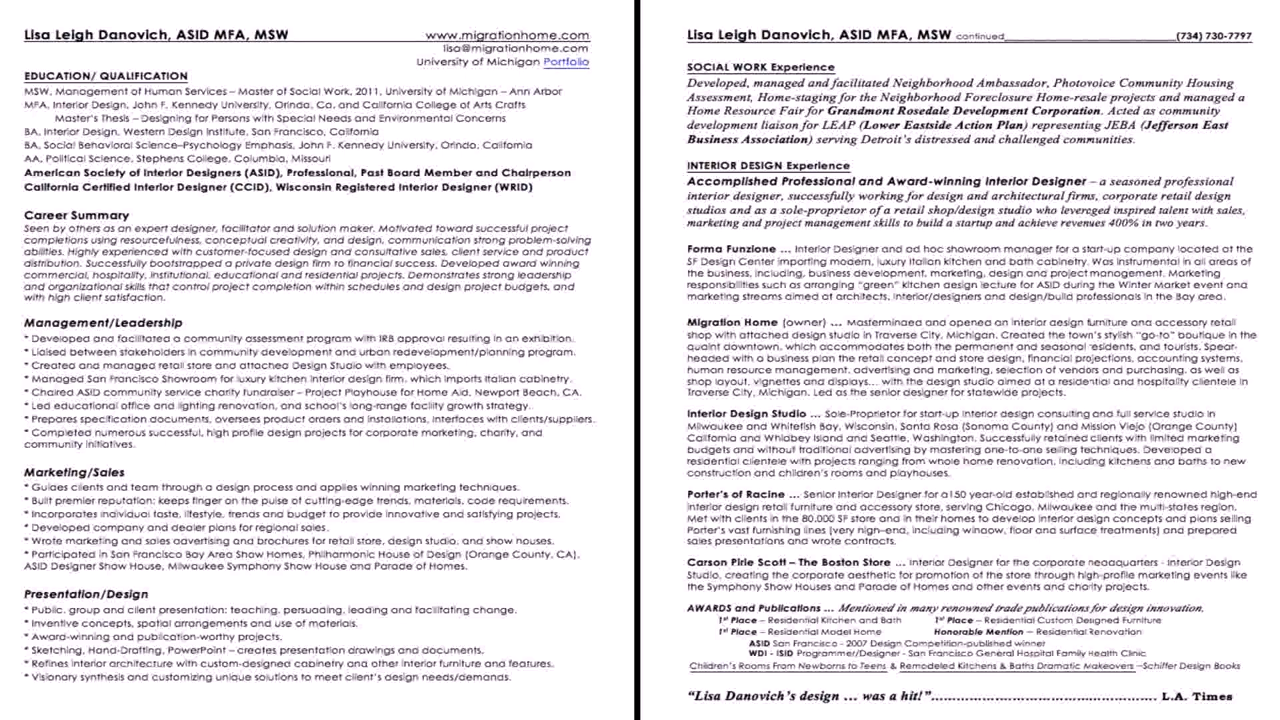 Lisa Leigh Danovich, ASID MFA, MSW www.migrationhome.com
lisa@migrationhome.com
University of Michigan Portfolio
EDUCATION/ QUALIFICATION
MSW, Management of Human Services – Master of Social Work, 2011, University of Michigan – Ann Arbor
MFA, Interior Design, John F. Kennedy University, Orinda, Ca, and California College of Arts Crafts
Master's Thesis – Designing for Persons with Special Needs and Environmental Concerns
BA, Interior Design, Western Design Institute, San Francisco, California
BA, Social Behavioral Science–Psychology Emphasis, John F. Kennedy University, Orinda, California
AA, Political Science, Stephens College, Columbia, Missouri
American Society of Interior Designers (ASID), Professional, Past Board Member and Chairperson
California Certified Interior Designer (CCID), Wisconsin Registered Interior Designer (WRID)
Career Summary
Seen by others as an expert designer, facilitator and solution maker. Motivated toward successful project
completions using resourcefulness, conceptual creativity, and design, communication strong problem-solving
abilities. Highly experienced with customer-focused design and consultative sales, client service and product
distribution. Successfully bootstrapped a private design firm to financial success. Developed award winning
commercial, hospitality, institutional, educational and residential projects. Demonstrates strong leadership
and organizational skills that control project completion within schedules and design project budgets, and
with high client satisfaction.
Management/Leadership
* Developed and facilitated a community assessment program with IRB approval resulting in an exhibition.
* Liaised between stakeholders in community development and urban redevelopment/planning program.
* Created and managed retail store and attached Design Studio with employees.
* Managed San Francisco Showroom for luxury kitchen interior design firm, which imports Italian cabinetry.
* Chaired ASID community service charity fundraiser – Project Playhouse for Home Aid, Newport Beach, CA.
* Led educational office and lighting renovation, and school's long-range facility growth strategy.
* Prepares specification documents, oversees product orders and installations, interfaces with clients/suppliers.
* Completed numerous successful, high profile design projects for corporate marketing, charity, and
community initiatives.
Marketing/Sales
* Guides clients and team through a design process and applies winning marketing techniques.
* Built premier reputation: keeps finger on the pulse of cutting-edge trends, materials, code requirements.
* Incorporates individual taste, lifestyle, trends and budget to provide innovative and satisfying projects.
* Developed company and dealer plans for regional sales.
* Wrote marketing and sales advertising and brochures for retail store, design studio, and show houses.
* Participated in San Francisco Bay Area Show Homes, Philharmonic House of Design (Orange County, CA),
ASID Designer Show House, Milwaukee Symphony Show House and Parade of Homes.
Presentation/Design
* Public, group and client presentation: teaching, persuading, leading and facilitating change.
* Inventive concepts, spatial arrangements and use of materials.
* Award-winning and publication-worthy projects.
* Sketching, Hand-Drafting, PowerPoint – creates presentation drawings and documents.
* Refines interior architecture with custom-designed cabinetry and other interior furniture and features.
* Visionary synthesis and customizing unique solutions to meet client's design needs/demands.
Lisa Leigh Danovich, ASID MFA, MSW continued (734) 730-7797
SOCIAL WORK Experience
Developed, managed and facilitated Neighborhood Ambassador, Photovoice Community Housing
Assessment, Home-staging for the Neighborhood Foreclosure Home-resale projects and managed a
Home Resource Fair for Grandmont Rosedale Development Corporation. Acted as community
development liaison for LEAP (Lower Eastside Action Plan) representing JEBA (Jefferson East
Business Association) serving Detroit's distressed and challenged communities.
INTERIOR DESIGN Experience
Accomplished Professional and Award-winning Interior Designer – a seasoned professional
interior designer, successfully working for design and architectural firms, corporate retail design
studios and as a sole-proprietor of a retail shop/design studio who leveraged inspired talent with sales,
marketing and project management skills to build a startup and achieve revenues 400% in two years.
Forma Funzione ... Interior Designer and ad hoc showroom manager for a start-up company located at the
SF Design Center importing modern, luxury Italian kitchen and bath cabinetry. Was instrumental in all areas of
the business, including, business development, marketing, design and project management. Marketing
responsibilities such as arranging "green" kitchen design lecture for ASID during the Winter Market event and
marketing streams aimed at architects, interior/designers and design/build professionals in the Bay area.
Migration Home (owner) ... Masterminded and opened an interior design furniture and accessory retail
shop with attached design studio in Traverse City, Michigan. Created the town's stylish "go-to" boutique in the
quaint downtown, which accommodates both the permanent and seasonal residents, and tourists. Spear-
headed with a business plan the retail concept and store design, financial projections, accounting systems,
human resource management, advertising and marketing, selection of vendors and purchasing, as well as
shop layout, vignettes and displays... with the design studio aimed at a residential and hospitality clientele in
Traverse City, Michigan. Led as the senior designer for statewide projects.
Interior Design Studio ... Sole-Proprietor for start-up interior design consulting and full service studio in
Milwaukee and Whitefish Bay, Wisconsin, Santa Rosa (Sonoma County) and Mission Viejo (Orange County)
California and Whidbey Island and Seattle, Washington. Successfully retained clients with limited marketing
budgets and without traditional advertising by mastering one-to-one selling techniques. Developed a
residential clientele with projects ranging from whole home renovation, including kitchens and baths to new
construction and children's rooms and playhouses.
Porter's of Racine ... Senior Interior Designer for a 150 year-old established and regionally renowned high-end
interior design retail furniture and accessory store, serving Chicago, Milwaukee and the multi-states region.
Met with clients in the 80,000 SF store and in their homes to develop interior design concepts and plans selling
Porter's vast furnishing lines (very high-end, including window, floor and surface treatments) and prepared
sales presentations and wrote contracts.
Carson Pirie Scott – The Boston Store ... Interior Designer for the corporate headquarters - Interior Design
Studio, creating the corporate aesthetic for promotion of the store through high-profile marketing events like
the Symphony Show Houses and Parade of Homes and other events and charity projects.
AWARDS and Publications ... Mentioned in many renowned trade publications for design innovation.
1st Place – Residential Kitchen and Bath 1st Place – Residential Custom Designed Furniture
1st Place – Residential Model Home Honorable Mention – Residential Renovation
ASID San Francisco - 2007 Design Competition-published winner
WDI - ISID Programmer/Designer - San Francisco General Hospital Family Health Clinic
Children's Rooms From Newborns to Teens & Remodeled Kitchens & Baths Dramatic Makeovers –Schiffer Design Books
"Lisa Danovich's design ... was a hit!"................................................ L.A. Times